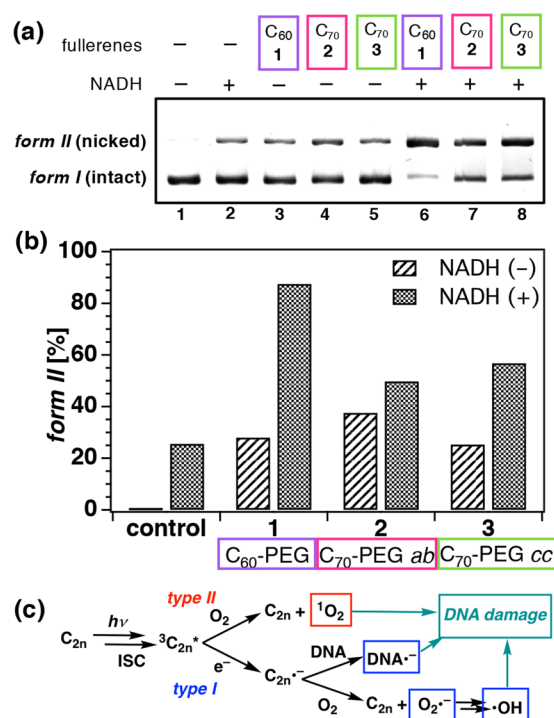 (a)
fullerenes – – C₆₀ 1 C₇₀ 2 C₇₀ 3 C₆₀ 1 C₇₀ 2 C₇₀ 3
NADH – + – – – + + +
form II (nicked)
form I (intact)
1 2 3 4 5 6 7 8
(b)
100
80
60
40
20
0
form II [%]
NADH (–)
NADH (+)
control 1 2 3
C₆₀-PEG C₇₀-PEG ab C₇₀-PEG cc
(c)
type II
C₂ₙ hν ISC ³C₂ₙ* O₂ C₂ₙ + ¹O₂ DNA damage
type I e⁻ C₂ₙ•⁻ DNA DNA•⁻
O₂ C₂ₙ + O₂•⁻ •OH